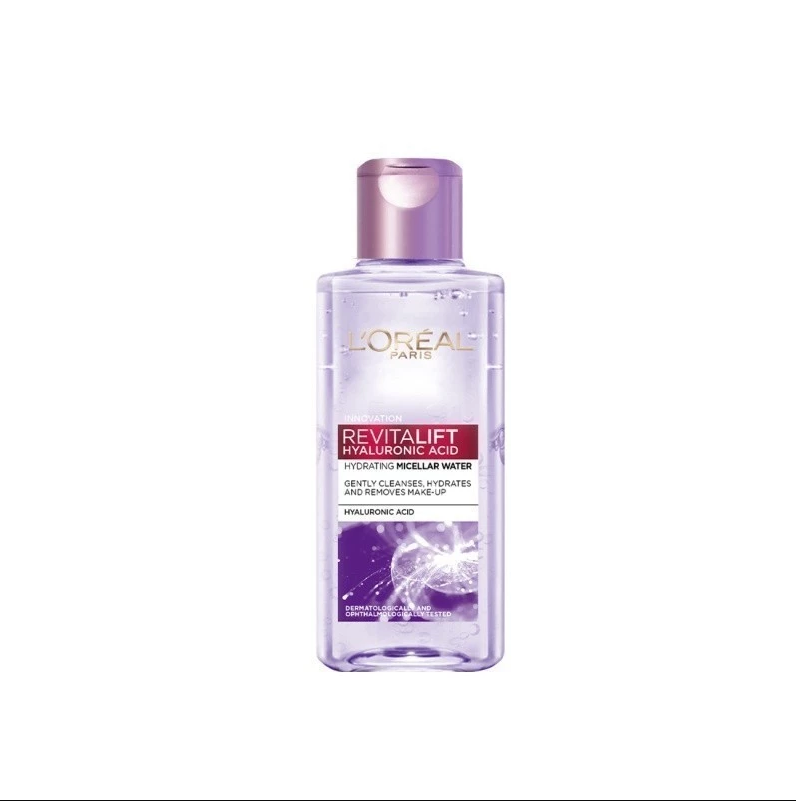 L'ORÉAL
PARIS
INNOVATION
REVITALIFT
HYALURONIC ACID
HYDRATING MICELLAR WATER
GENTLY CLEANSES, HYDRATES
AND REMOVES MAKE-UP
HYALURONIC ACID
DERMATOLOGICALLY AND
OPHTHALMOLOGICALLY TESTED